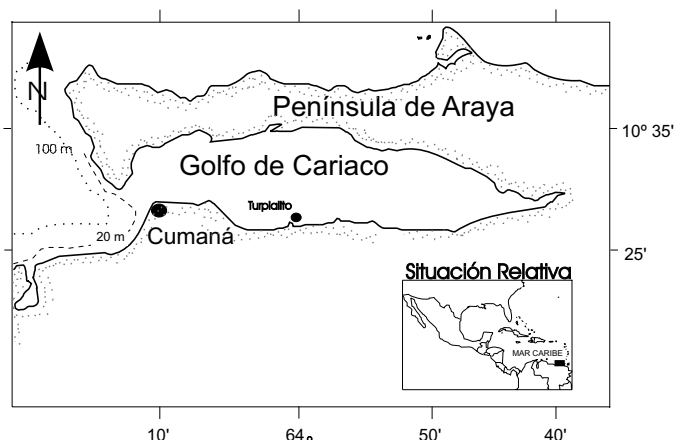 N
Península de Araya
10º 35'
100 m
Golfo de Cariaco
Turpialito
20 m
Cumaná
25'
Situación Relativa
MAR CARIBE
10' 64º 50' 40'